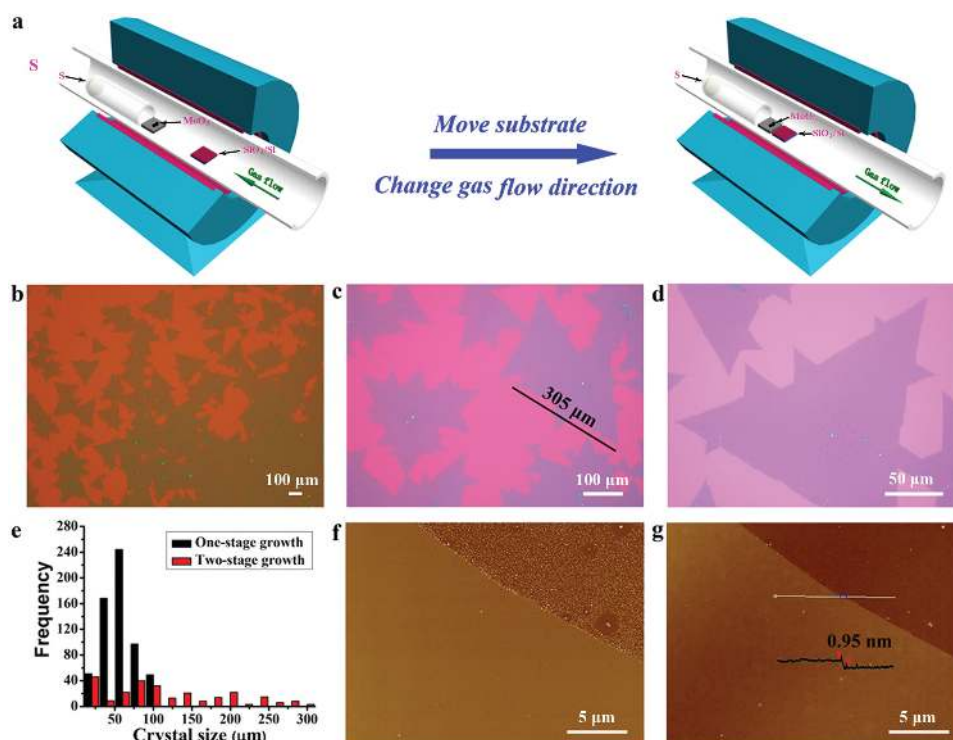 a
S
S
MoO₃
SiO₂/Si
Gas flow
Move substrate
Change gas flow direction
S
SiO₂/Si
Gas flow
b
100 µm
c
305 µm
100 µm
d
50 µm
e
280
240
200
160
120
80
40
0
Frequency
One-stage growth
Two-stage growth
50
100
150
200
250
300
Crystal size (µm)
f
5 µm
g
0.95 nm
5 µm